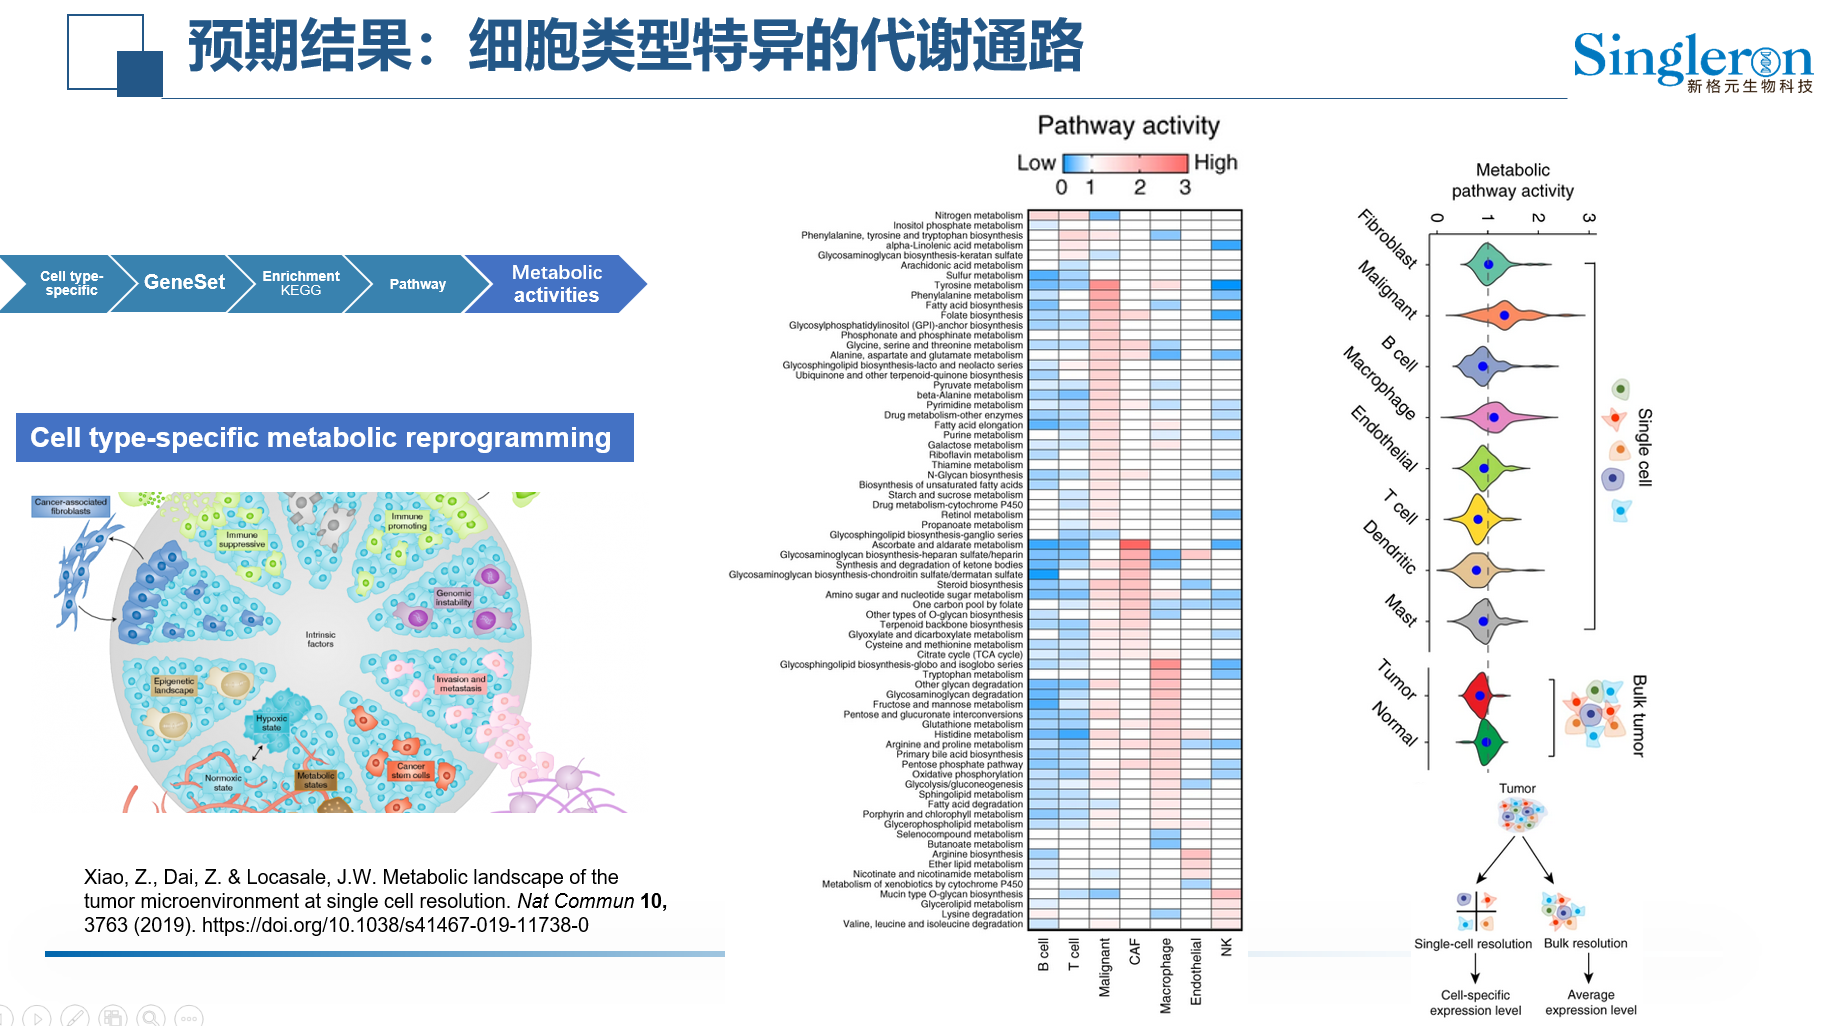 预期结果：细胞类型特异的代谢通路
Singleron
新格元生物科技
Cell type-
specific
GeneSet
Enrichment
KEGG
Pathway
Metabolic
activities
Cell type-specific metabolic reprogramming
Cancer-associated
fibroblasts
Immune
suppressive
Immune
promoting
Genomic
instability
Intrinsic
factors
Epigenetic
landscape
Invasion and
metastasis
Hypoxic
state
Normoxic
state
Metabolic
states
Cancer
stem cells
Xiao, Z., Dai, Z. & Locasale, J.W. Metabolic landscape of the
tumor microenvironment at single cell resolution. Nat Commun 10,
3763 (2019). https://doi.org/10.1038/s41467-019-11738-0
Pathway activity
Low High
0 1 2 3
Nitrogen metabolism
Inositol phosphate metabolism
Phenylalanine, tyrosine and tryptophan biosynthesis
alpha-Linolenic acid metabolism
Glycosaminoglycan biosynthesis-keratan sulfate
Arachidonic acid metabolism
Sulfur metabolism
Tyrosine metabolism
Phenylalanine metabolism
Fatty acid biosynthesis
Folate biosynthesis
Glycosylphosphatidylinositol (GPI)-anchor biosynthesis
Phosphonate and phosphinate metabolism
Glycine, serine and threonine metabolism
Alanine, aspartate and glutamate metabolism
Glycosphingolipid biosynthesis-lacto and neolacto series
Ubiquinone and other terpenoid-quinone biosynthesis
Pyruvate metabolism
beta-Alanine metabolism
Pyrimidine metabolism
Drug metabolism-other enzymes
Fatty acid elongation
Purine metabolism
Galactose metabolism
Riboflavin metabolism
Thiamine metabolism
N-Glycan biosynthesis
Biosynthesis of unsaturated fatty acids
Starch and sucrose metabolism
Drug metabolism-cytochrome P450
Retinol metabolism
Propanoate metabolism
Glycosphingolipid biosynthesis-ganglio series
Ascorbate and aldarate metabolism
Glycosaminoglycan biosynthesis-heparan sulfate/heparin
Synthesis and degradation of ketone bodies
Glycosaminoglycan biosynthesis-chondroitin sulfate/dermatan sulfate
Steroid biosynthesis
Amino sugar and nucleotide sugar metabolism
One carbon pool by folate
Other types of O-glycan biosynthesis
Terpenoid backbone biosynthesis
Glyoxylate and dicarboxylate metabolism
Cysteine and methionine metabolism
Citrate cycle (TCA cycle)
Glycosphingolipid biosynthesis-globo and isoglobo series
Tryptophan metabolism
Other glycan degradation
Glycosaminoglycan degradation
Fructose and mannose metabolism
Pentose and glucuronate interconversions
Glutathione metabolism
Histidine metabolism
Arginine and proline metabolism
Primary bile acid biosynthesis
Pentose phosphate pathway
Oxidative phosphorylation
Glycolysis/gluconeogenesis
Sphingolipid metabolism
Fatty acid degradation
Porphyrin and chlorophyll metabolism
Glycerophospholipid metabolism
Selenocompound metabolism
Butanoate metabolism
Arginine biosynthesis
Ether lipid metabolism
Nicotinate and nicotinamide metabolism
Metabolism of xenobiotics by cytochrome P450
Mucin type O-glycan biosynthesis
Glycerolipid metabolism
Lysine degradation
Valine, leucine and isoleucine degradation
B cell
T cell
Malignant
CAF
Macrophage
Endothelial
NK
Metabolic
pathway activity
0 1 2 3
Fibroblast
Malignant
B cell
Macrophage
Endothelial
T cell
Dendritic
Mast
Tumor
Normal
Single cell
Bulk tumor
Tumor
Single-cell resolution
Bulk resolution
Cell-specific
expression level
Average
expression level